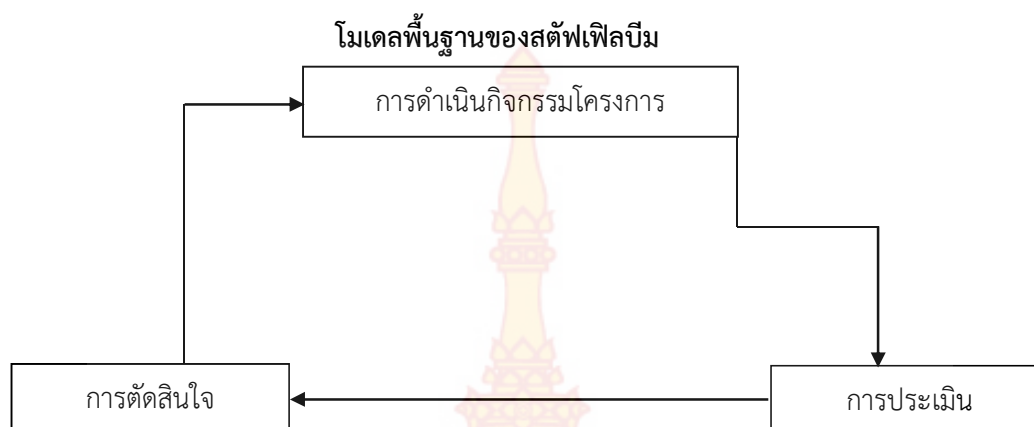 โมเดลพื้นฐานของสตัฟเฟิลบีม
การดำเนินกิจกรรมโครงการ
การตัดสินใจ
การประเมิน